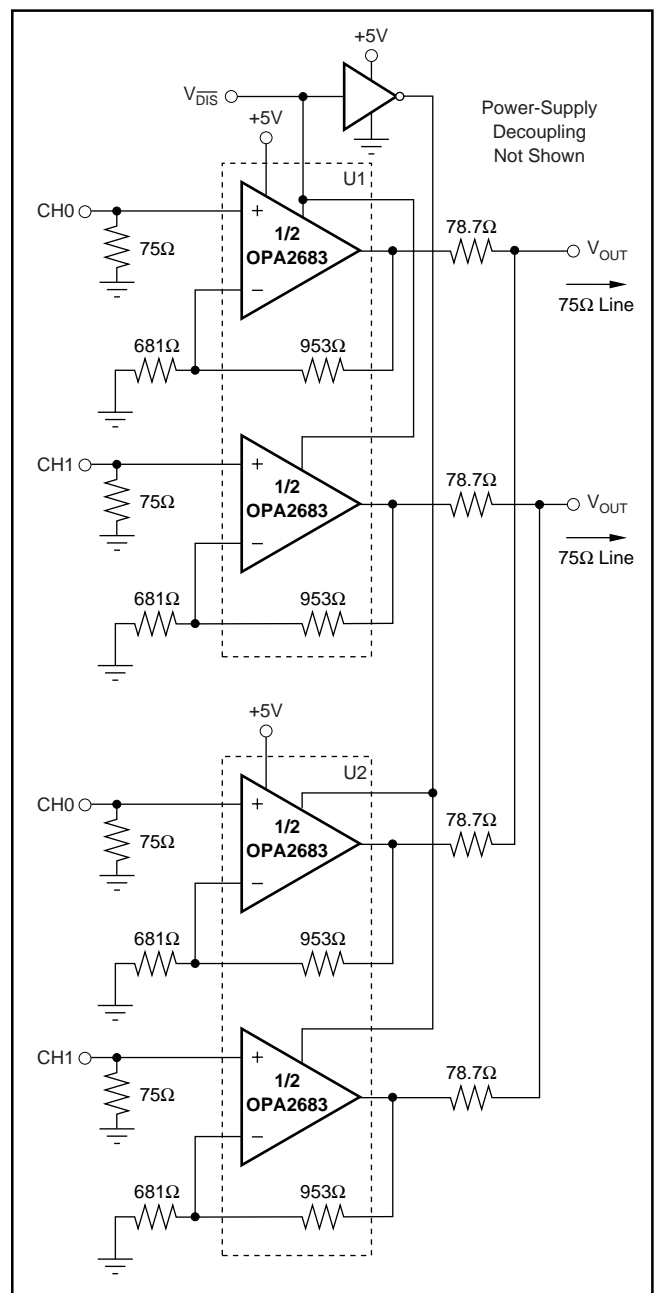 +5V
V_DIS̅
Power-Supply
Decoupling
Not Shown
+5V
U1
CH0
+
1/2
OPA2683
−
75Ω
78.7Ω
V_OUT
75Ω Line
681Ω
953Ω
CH1
+
1/2
OPA2683
−
75Ω
78.7Ω
V_OUT
75Ω Line
681Ω
953Ω
+5V
U2
CH0
+
1/2
OPA2683
−
75Ω
78.7Ω
681Ω
953Ω
CH1
+
1/2
OPA2683
−
75Ω
78.7Ω
681Ω
953Ω